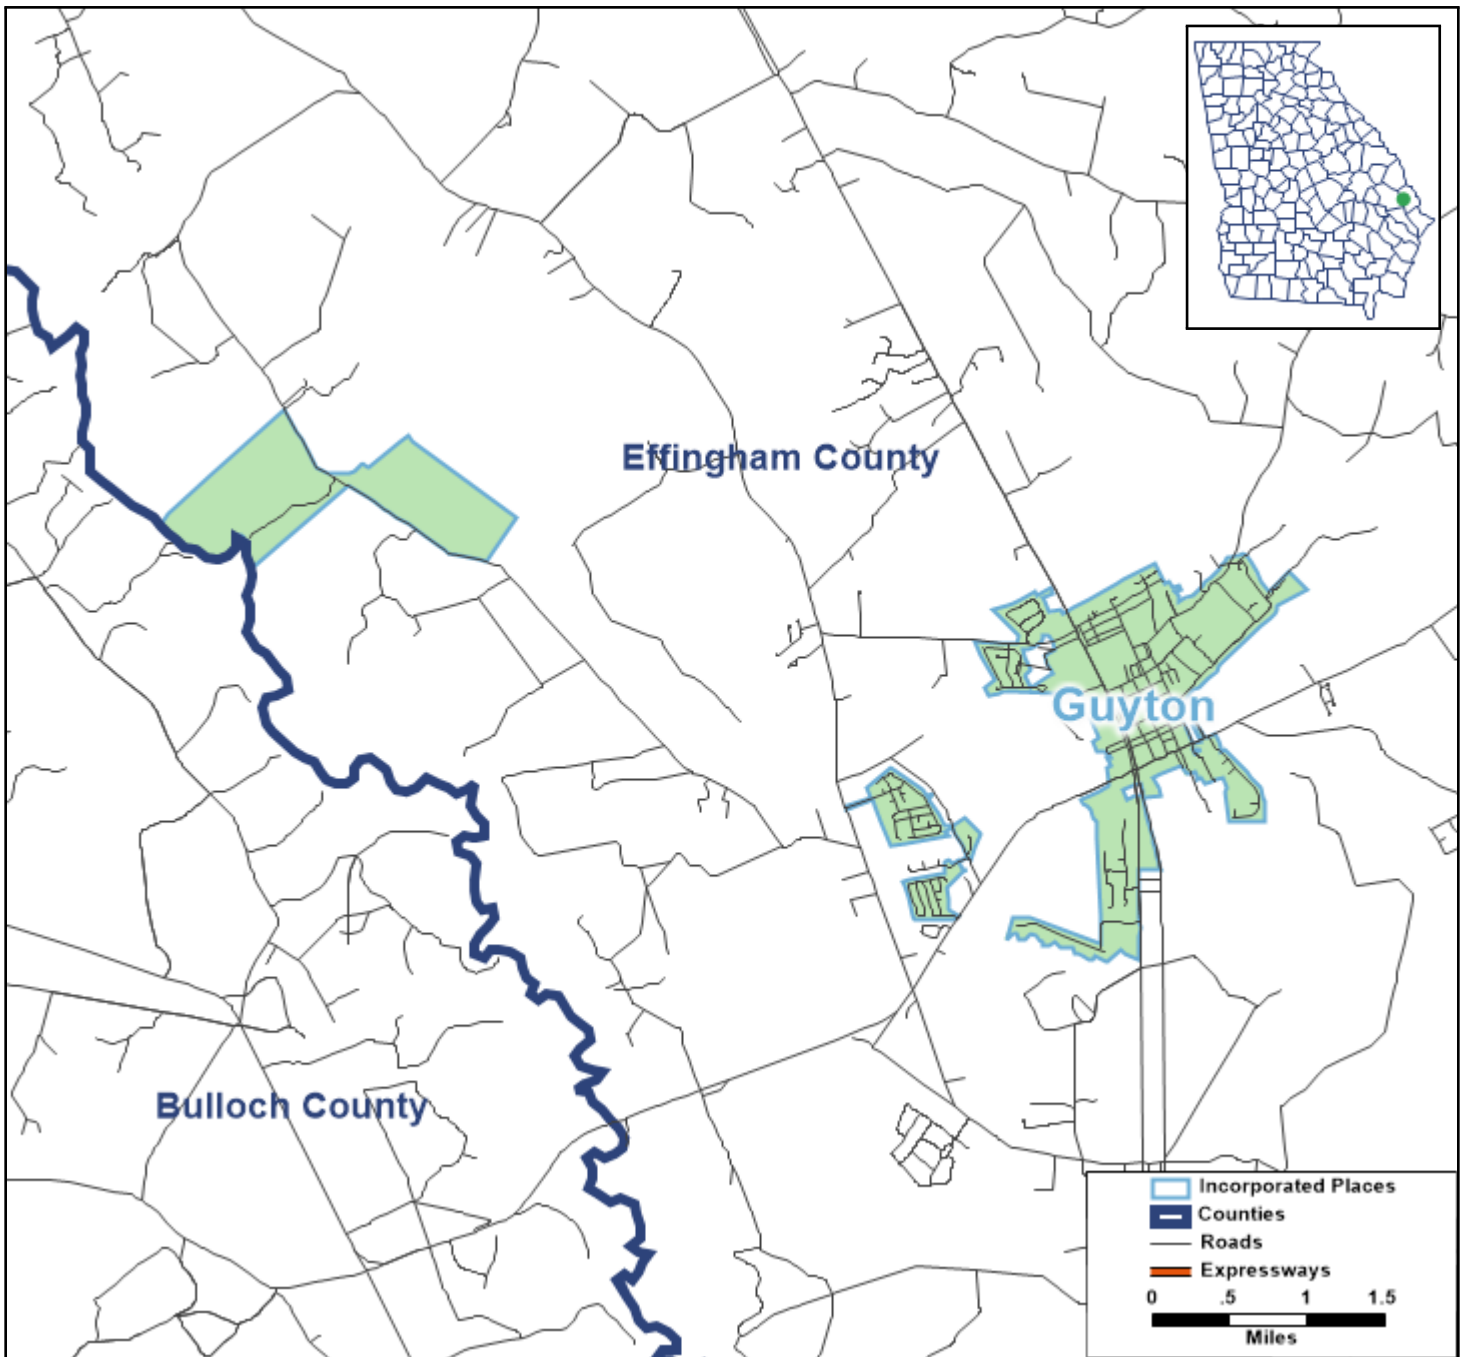 Effingham County
Guyton
Bulloch County
Incorporated Places
Counties
Roads
Expressways
0 .5 1 1.5
Miles